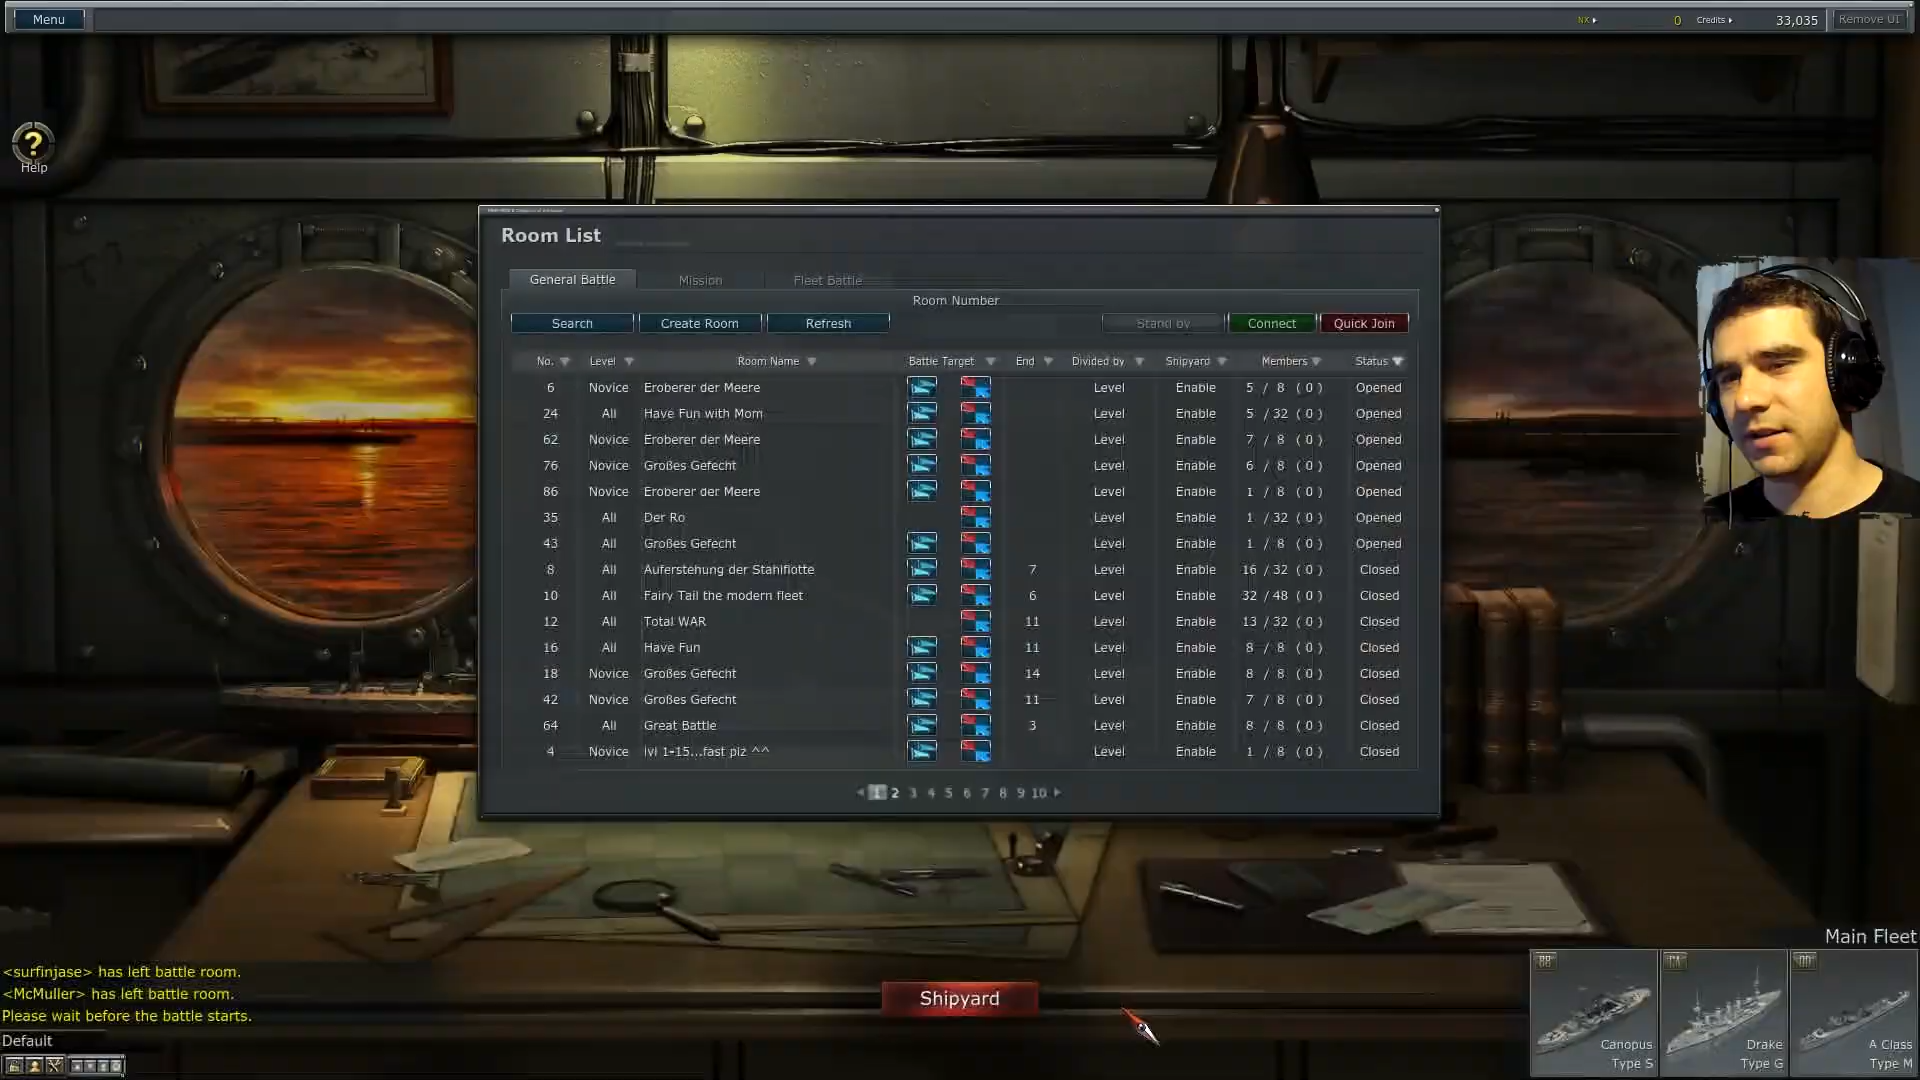 Menu
NX
0
Credits
33,035
Remove UI
Help
Room List
General Battle Mission Fleet Battle
Room Number
Search Create Room Refresh Stand by Connect Quick Join
No. Level Room Name Battle Target End Divided by Shipyard Members Status
6 Novice Eroberer der Meere Level Enable 5 / 8 ( 0 ) Opened
24 All Have Fun with Mom Level Enable 5 / 32 ( 0 ) Opened
62 Novice Eroberer der Meere Level Enable 7 / 8 ( 0 ) Opened
76 Novice Großes Gefecht Level Enable 6 / 8 ( 0 ) Opened
86 Novice Eroberer der Meere Level Enable 1 / 8 ( 0 ) Opened
35 All Der Ro Level Enable 1 / 32 ( 0 ) Opened
43 All Großes Gefecht Level Enable 1 / 8 ( 0 ) Opened
8 All Auferstehung der Stahlflotte 7 Level Enable 16 / 32 ( 0 ) Closed
10 All Fairy Tail the modern fleet 6 Level Enable 32 / 48 ( 0 ) Closed
12 All Total WAR 11 Level Enable 13 / 32 ( 0 ) Closed
16 All Have Fun 11 Level Enable 8 / 8 ( 0 ) Closed
18 Novice Großes Gefecht 14 Level Enable 8 / 8 ( 0 ) Closed
42 Novice Großes Gefecht 11 Level Enable 7 / 8 ( 0 ) Closed
64 All Great Battle 3 Level Enable 8 / 8 ( 0 ) Closed
4 Novice lvl 1-15...fast plz ^^ Level Enable 1 / 8 ( 0 ) Closed
1 2 3 4 5 6 7 8 9 10
Main Fleet
<surfinjase> has left battle room.
<McMuller> has left battle room.
Please wait before the battle starts.
Default
Shipyard
BB
CA
DD
Canopus
Type S
Drake
Type G
A Class
Type M